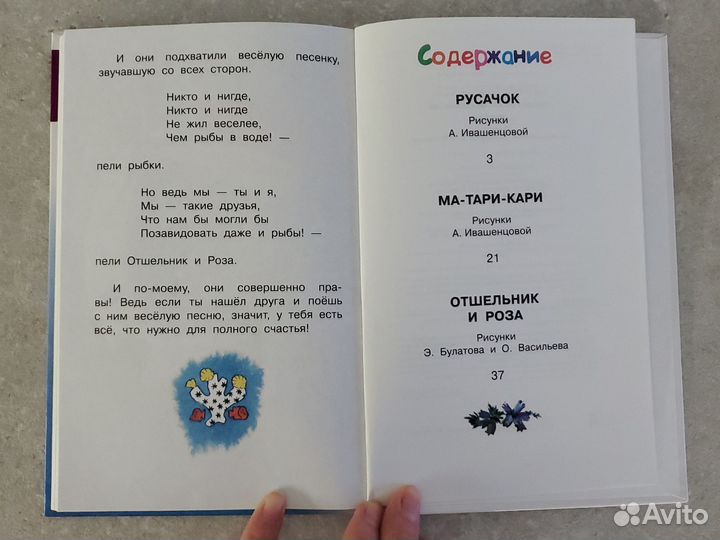 И они подхватили весёлую песенку,
звучавшую со всех сторон.
Никто и нигде,
Никто и нигде
Не жил веселее,
Чем рыбы в воде! —
пели рыбки.
Но ведь мы — ты и я,
Мы — такие друзья,
Что нам бы могли бы
Позавидовать даже и рыбы! —
пели Отшельник и Роза.
И по-моему, они совершенно пра-
вы! Ведь если ты нашёл друга и поёшь
с ним весёлую песню, значит, у тебя есть
всё, что нужно для полного счастья!
Содержание
РУСАЧОК
Рисунки
А. Ивашенцовой
3
МА-ТАРИ-КАРИ
Рисунки
А. Ивашенцовой
21
ОТШЕЛЬНИК
И РОЗА
Рисунки
Э. Булатова и О. Васильева
37
Avito